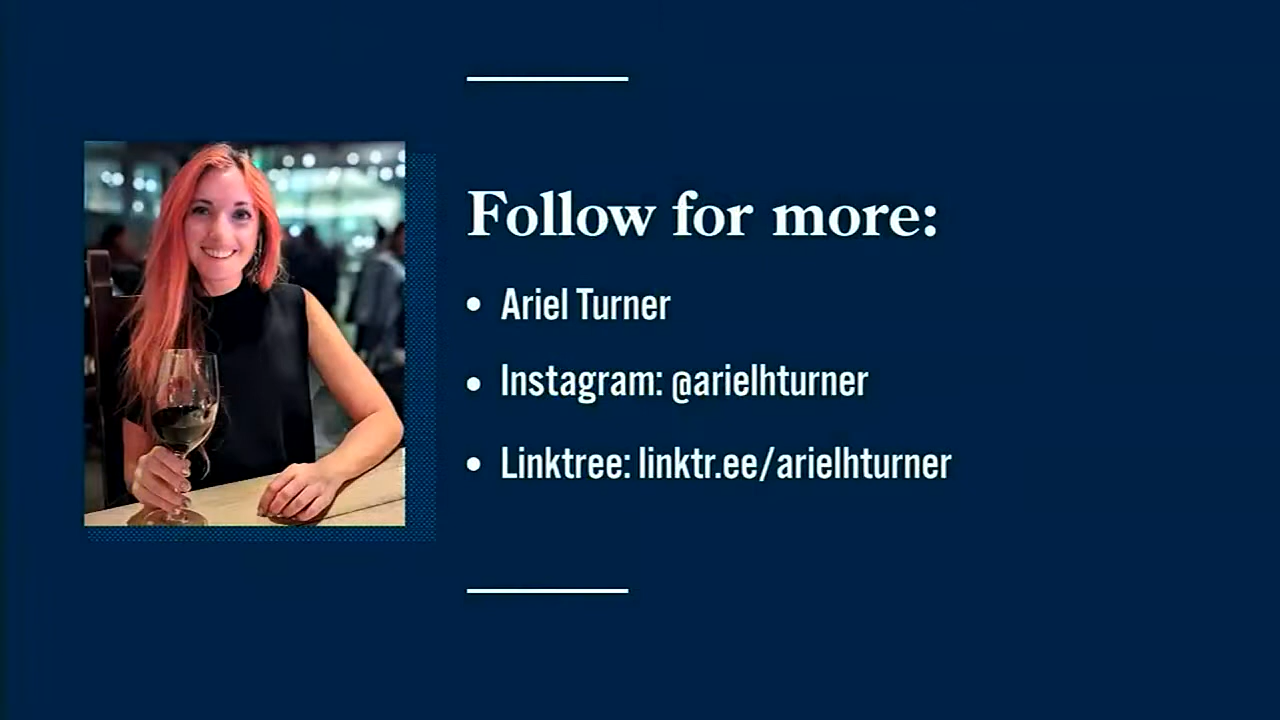 Follow for more:
• Ariel Turner
• Instagram: @arielhturner
• Linktree: linktr.ee/arielhturner